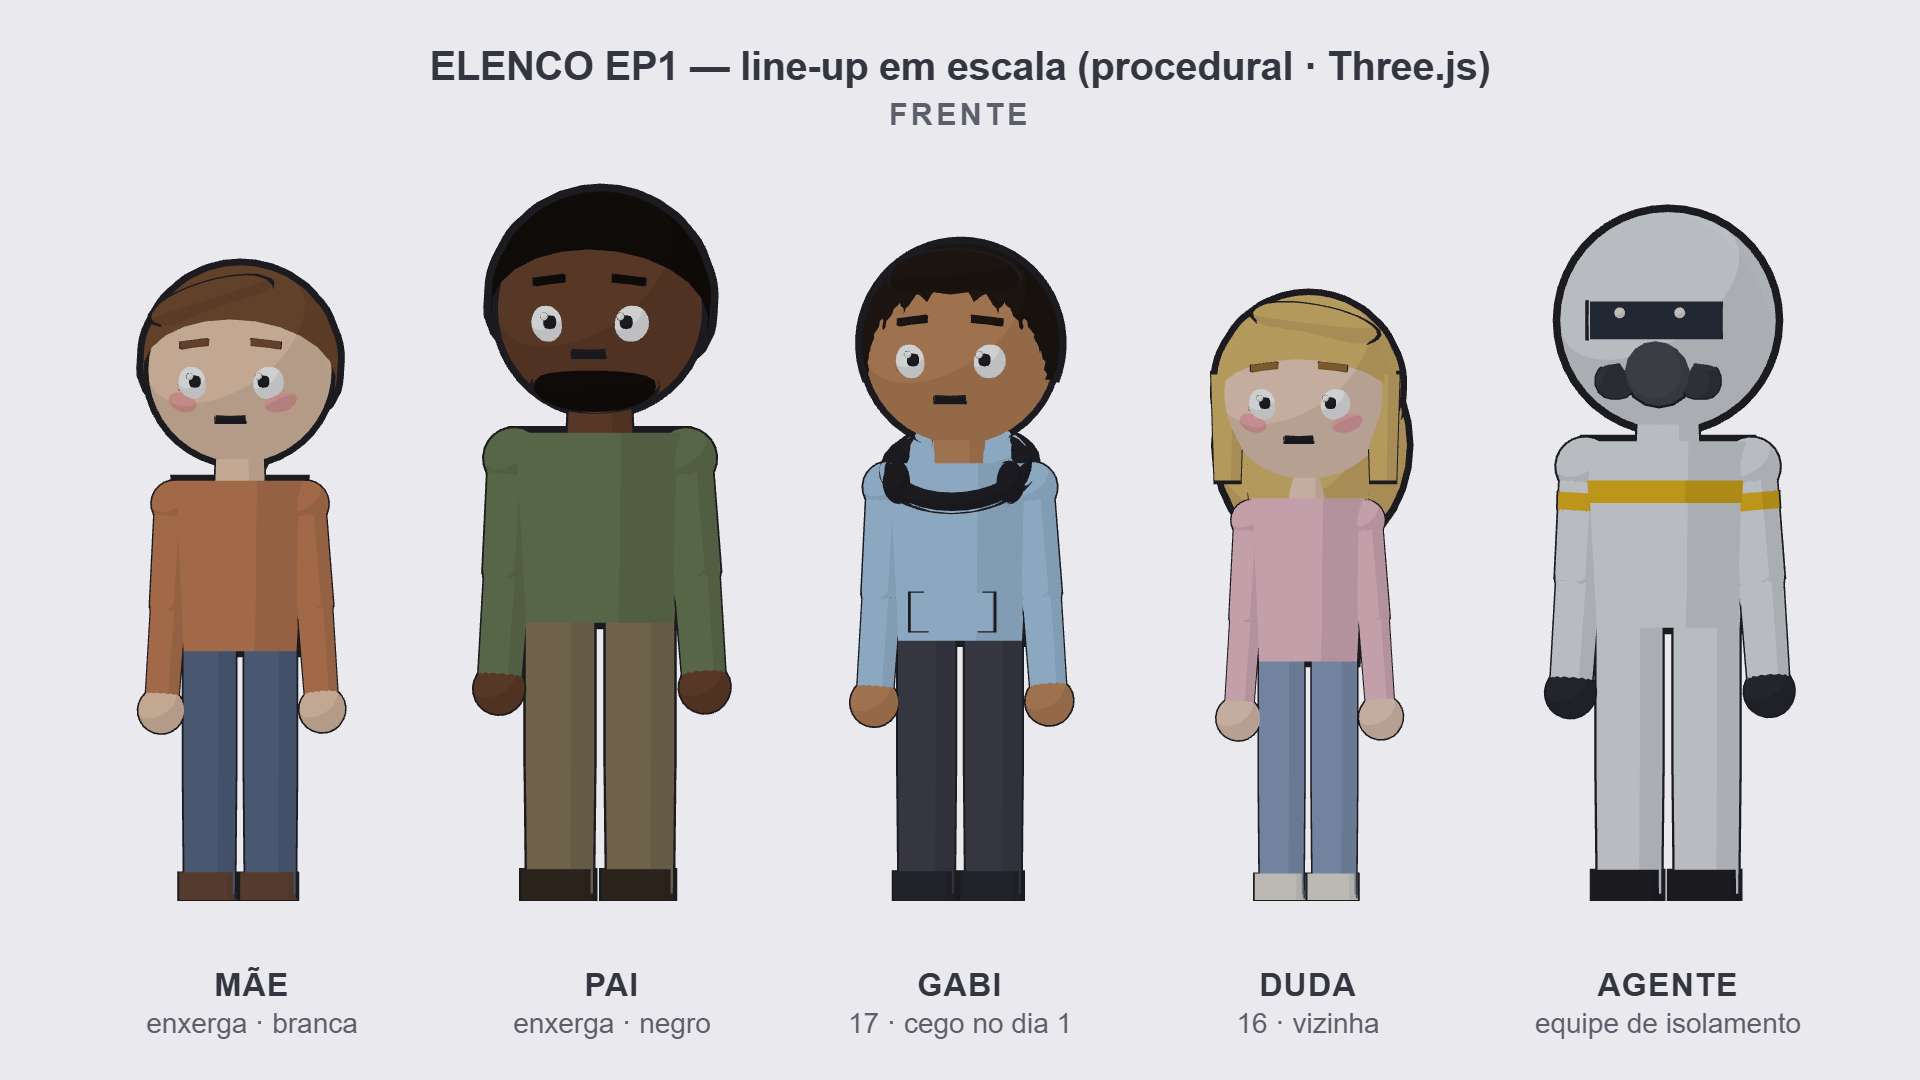 ELENCO EP1 — line-up em escala (procedural · Three.js)
FRENTE
MÃE
enxerga · branca
PAI
enxerga · negro
GABI
17 · cego no dia 1
DUDA
16 · vizinha
AGENTE
equipe de isolamento